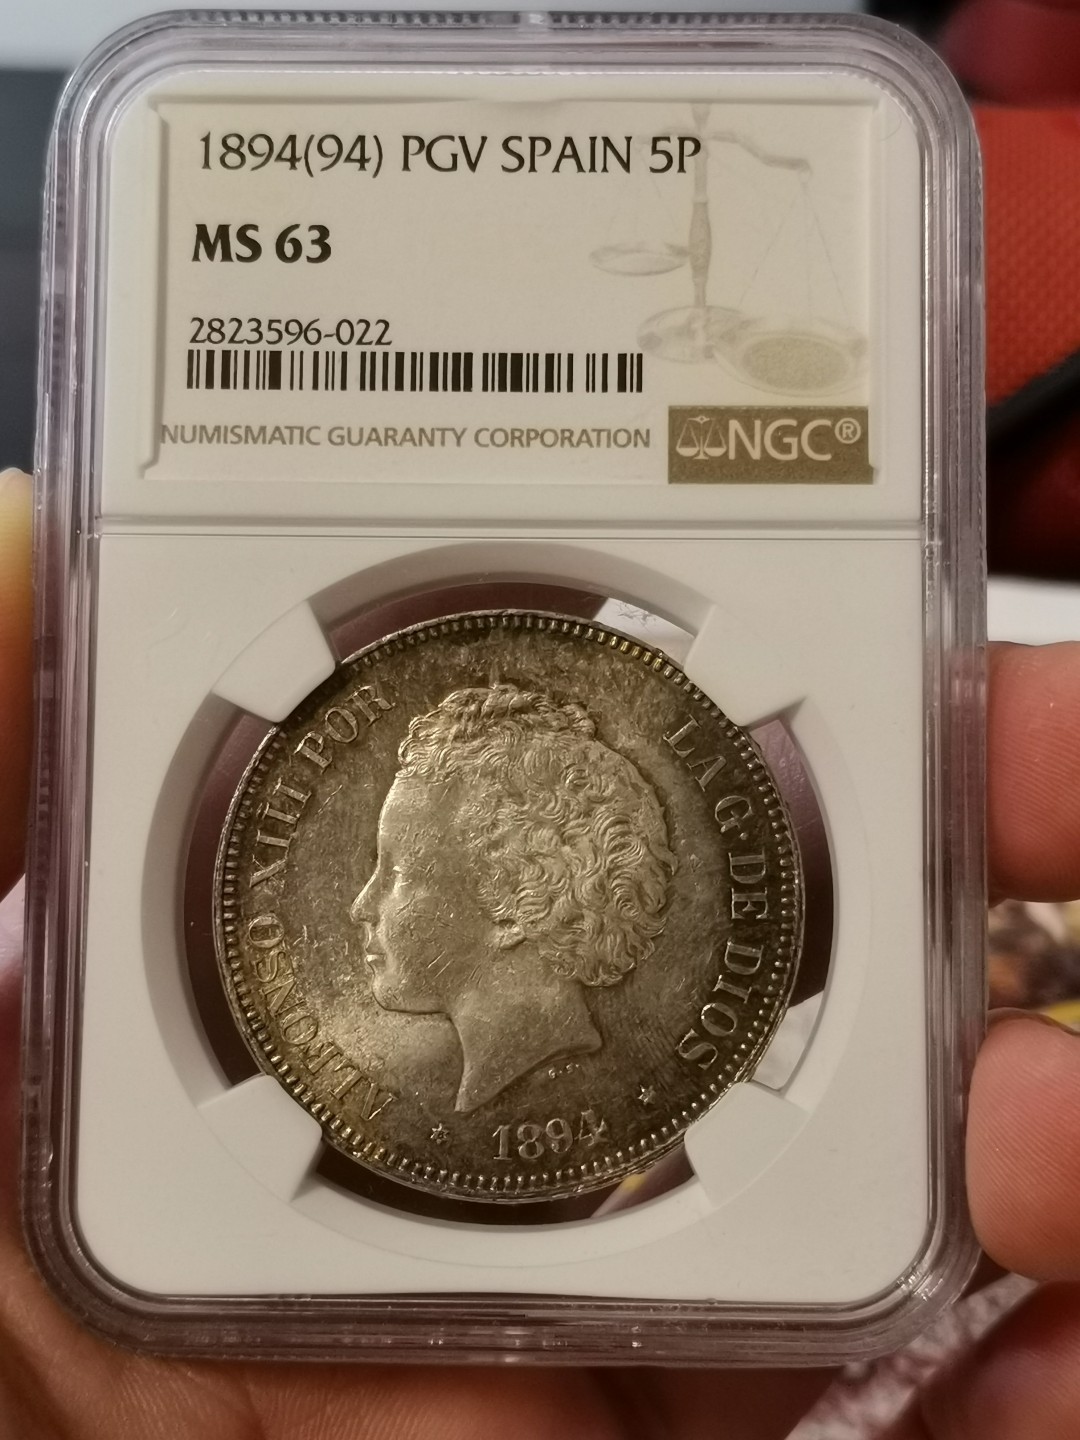 1894(94) PGV SPAIN 5P
MS 63
2823596-022
NUMISMATIC GUARANTY CORPORATION
NGC®
ALFONSO XIII POR LA G. DE DIOS
1894